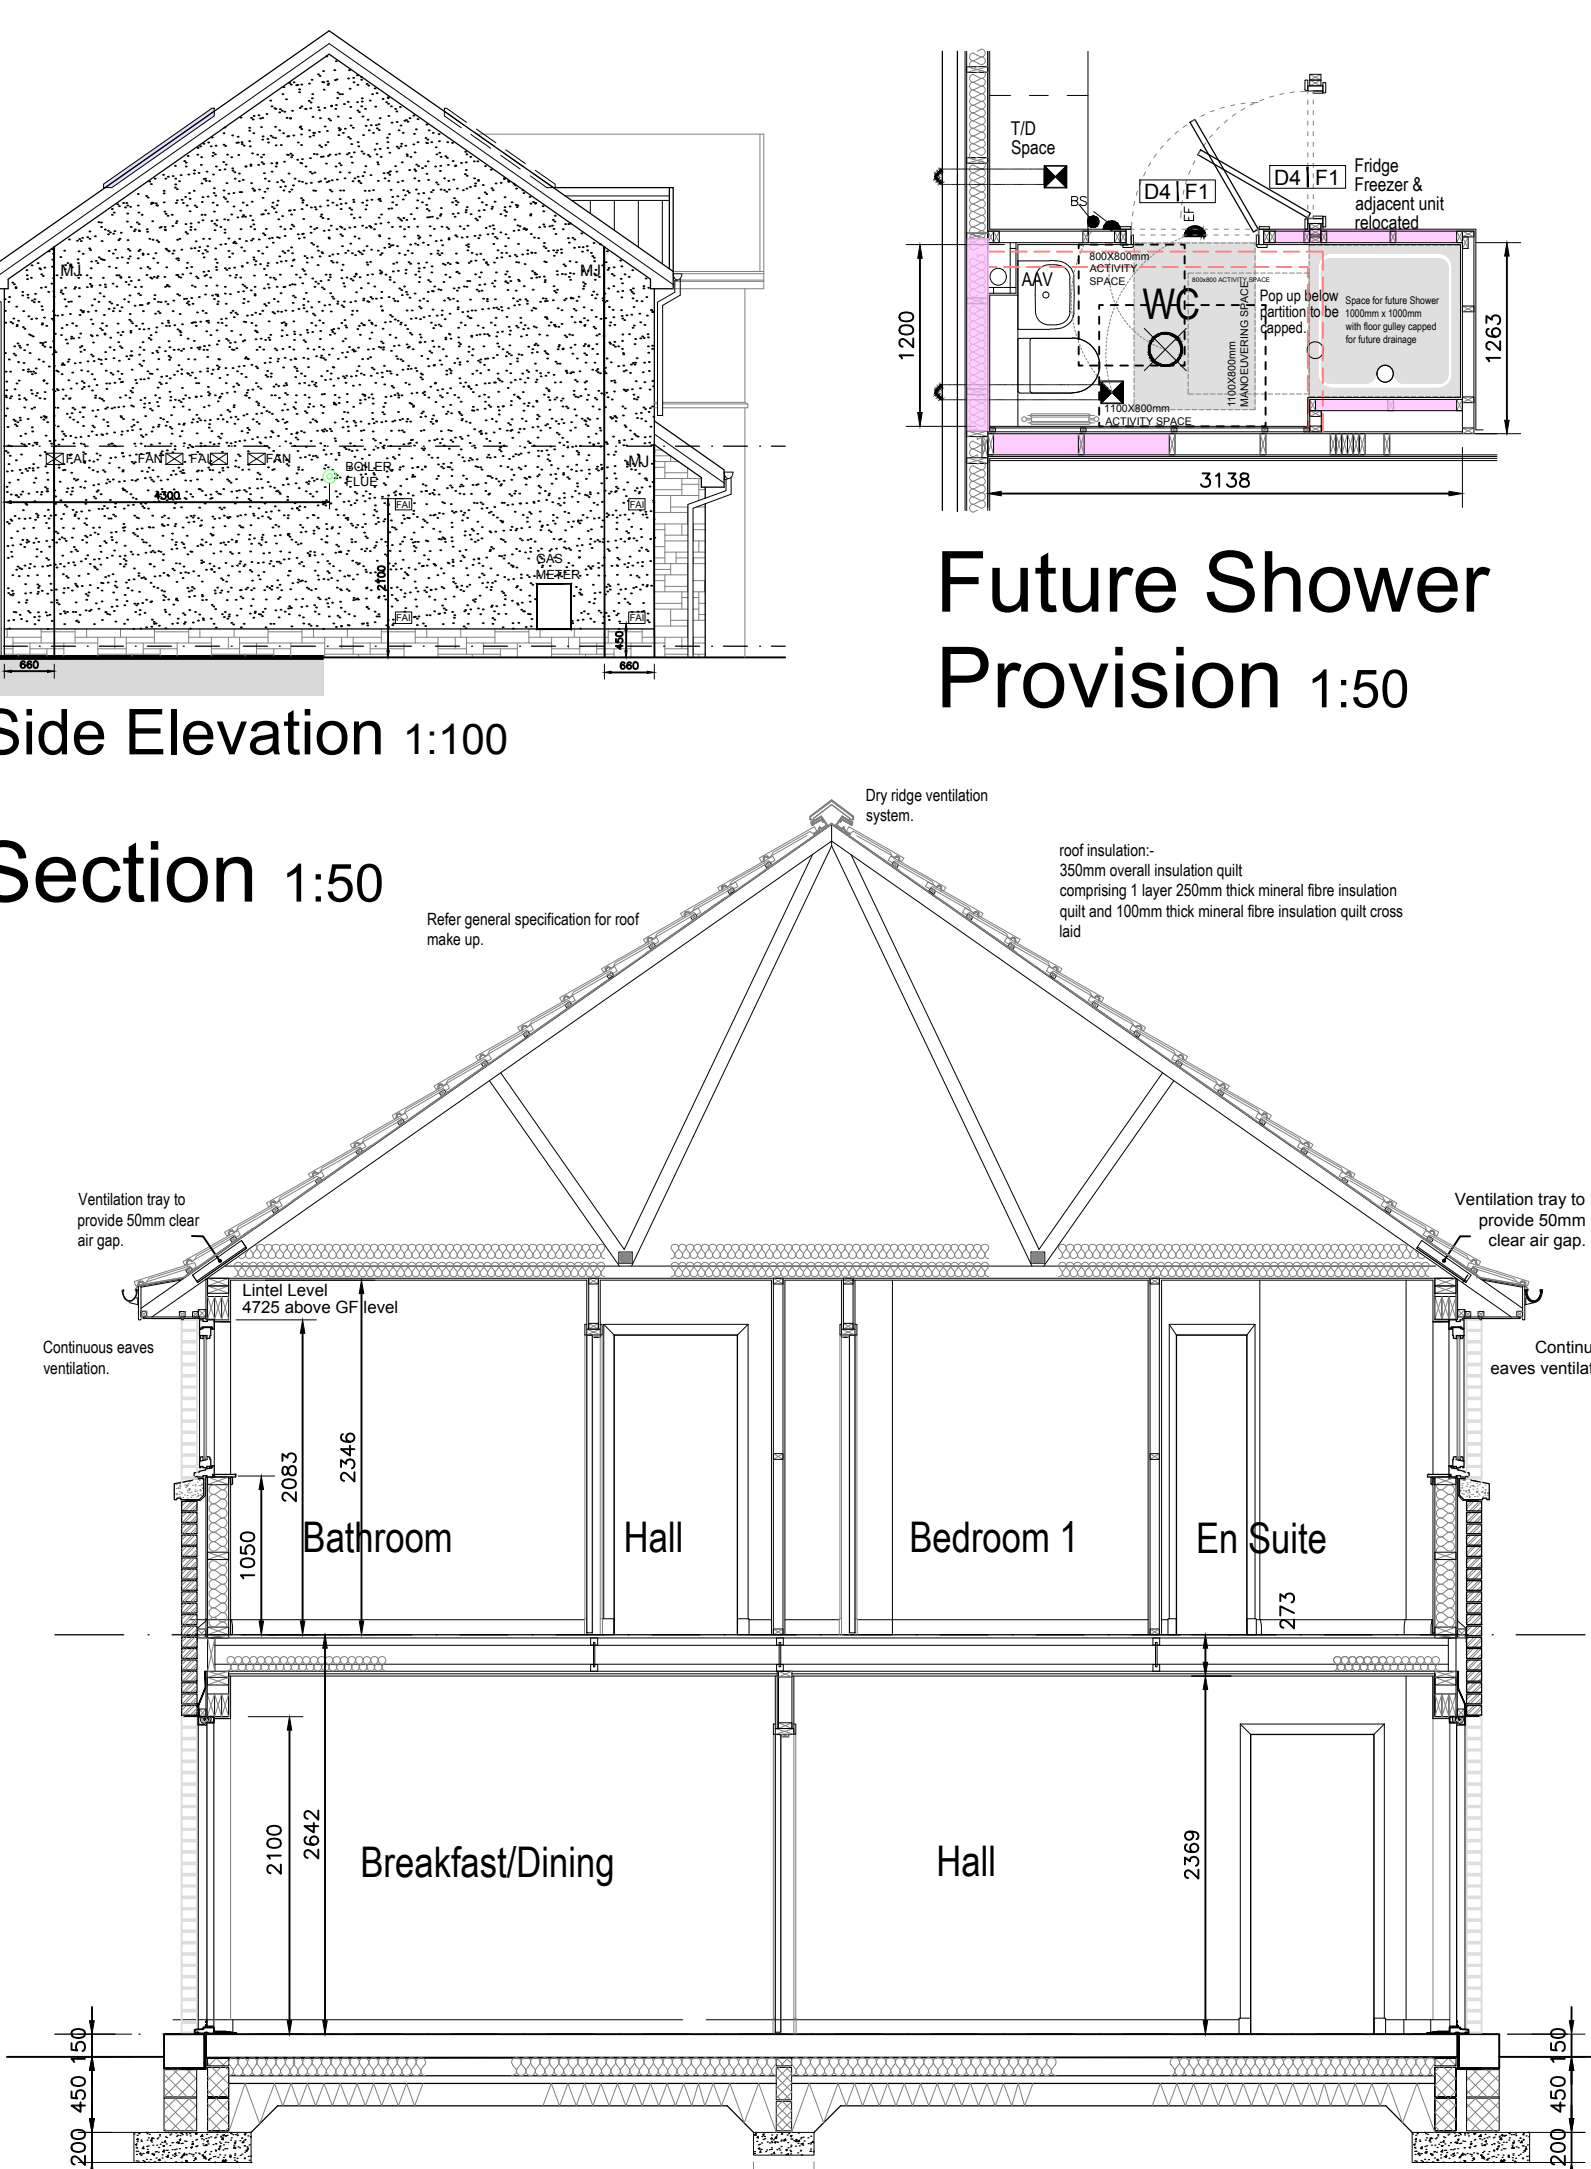 MJ
MJ
FAI
FAN
FAI
FAN
BOILER
FLUE
MJ
4300
FAI
FAI
2100
GAS
METER
FAI
FAI
450
660
660
Side Elevation 1:100
T/D
Space
BS
D4 F1
EF
D4 F1
Fridge
Freezer &
adjacent unit
relocated
800X800mm
ACTIVITY
SPACE
AAV
WC
800x800 ACTIVITY SPACE
1100X800mm
MANOEUVERING SPACE
Pop up below
partition to be
capped.
Space for future Shower
1000mm x 1000mm
with floor gulley capped
for future drainage
1100X800mm
ACTIVITY SPACE
1200
1263
3138
Future Shower
Provision 1:50
Section 1:50
Dry ridge ventilation
system.
roof insulation:-
350mm overall insulation quilt
comprising 1 layer 250mm thick mineral fibre insulation
quilt and 100mm thick mineral fibre insulation quilt cross
laid
Refer general specification for roof
make up.
Ventilation tray to
provide 50mm clear
air gap.
Ventilation tray to
provide 50mm
clear air gap.
Lintel Level
4725 above GF level
Continuous eaves
ventilation.
Continu
eaves ventilat
1050
2083
2346
Bathroom
Hall
Bedroom 1
En Suite
273
2100
2642
Breakfast/Dining
Hall
2369
150
450
200
150
450
200